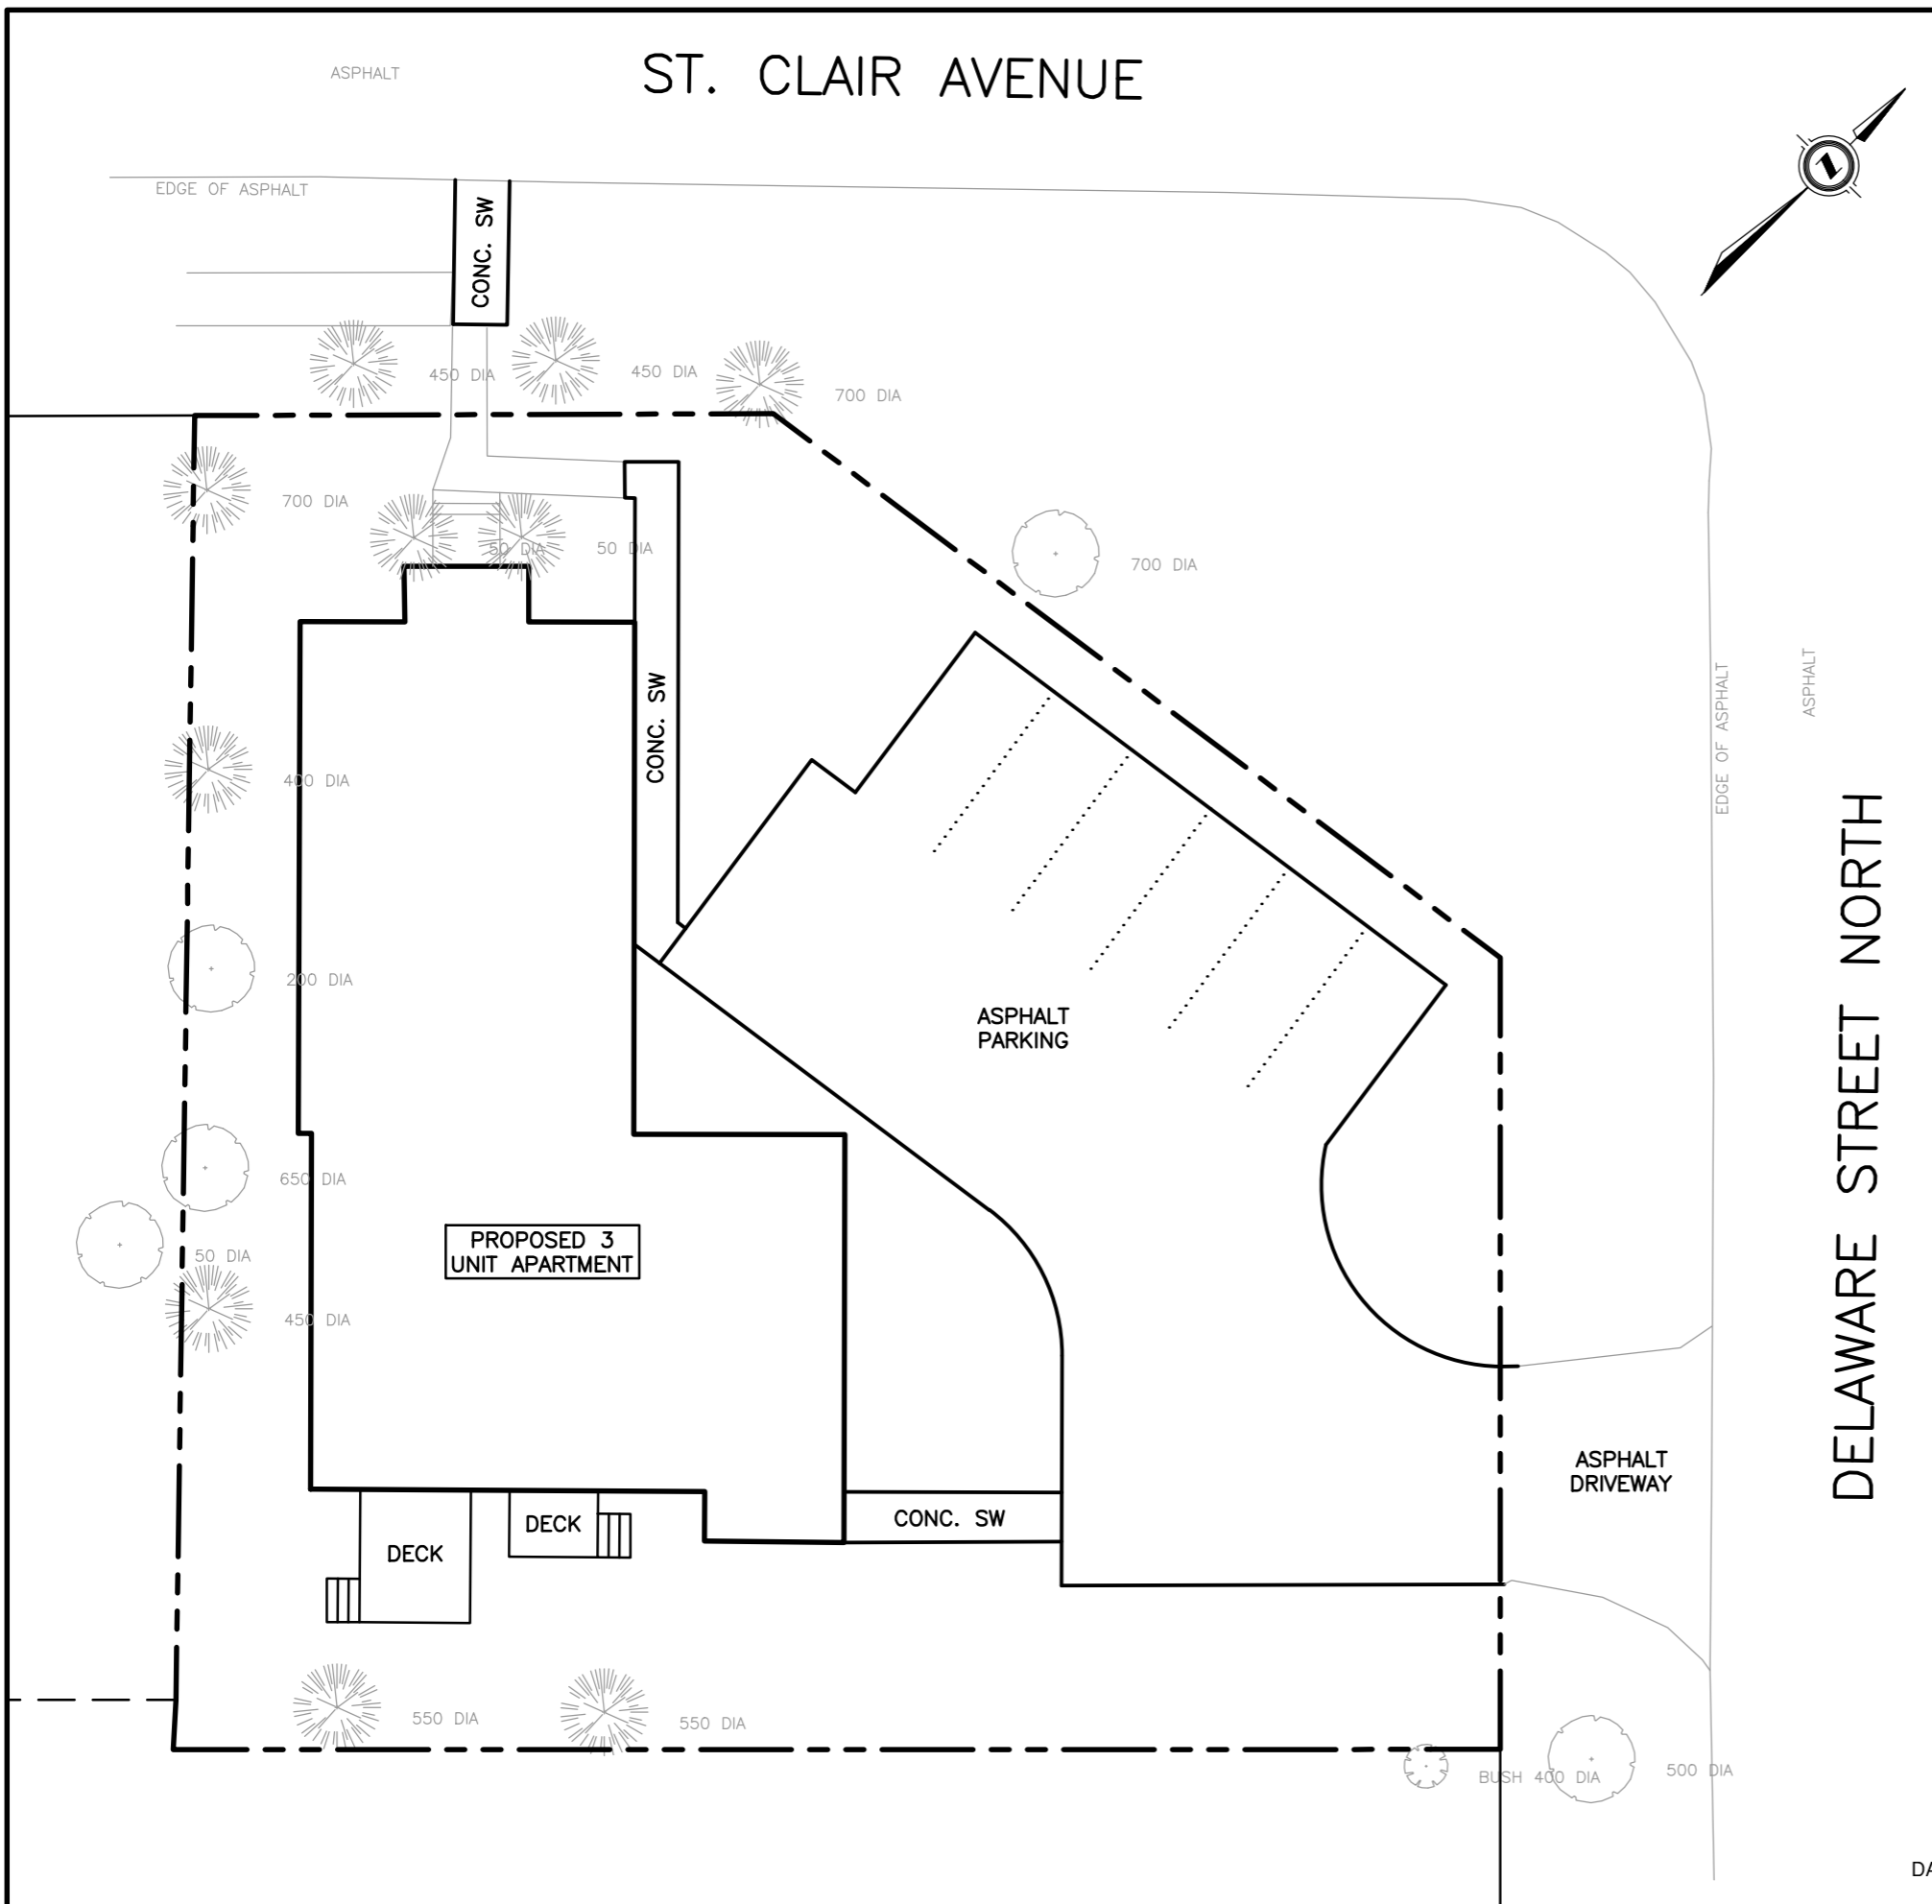 ST. CLAIR AVENUE
ASPHALT
EDGE OF ASPHALT
CONC. SW
N
450 DIA
450 DIA
700 DIA
700 DIA
50 DIA
50 DIA
700 DIA
CONC. SW
400 DIA
EDGE OF ASPHALT
ASPHALT
DELAWARE STREET NORTH
200 DIA
ASPHALT
PARKING
650 DIA
50 DIA
PROPOSED 3
UNIT APARTMENT
450 DIA
ASPHALT
DRIVEWAY
CONC. SW
DECK
DECK
550 DIA
550 DIA
BUSH 400 DIA
500 DIA
DA